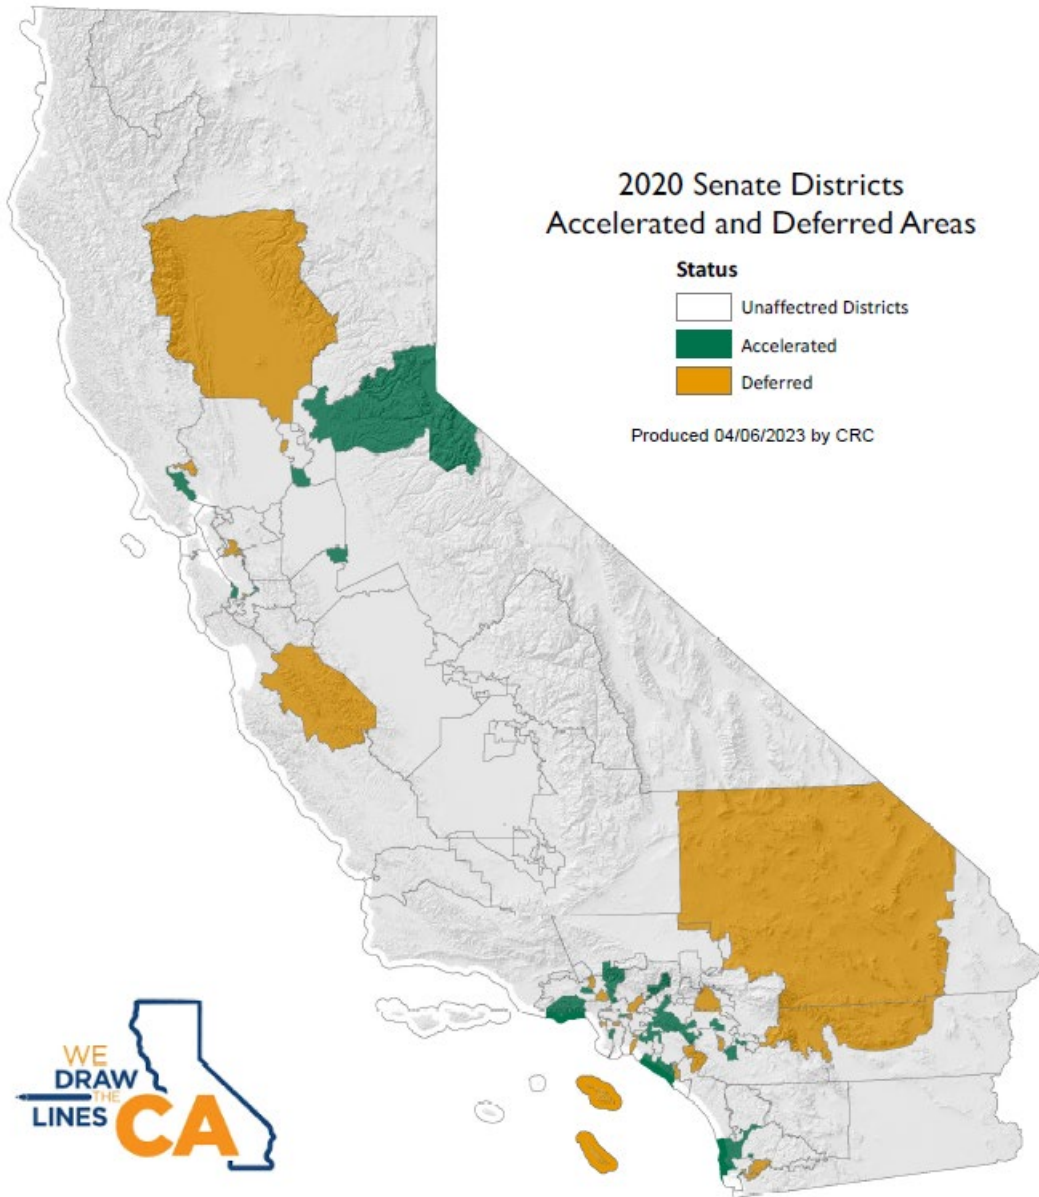 2020 Senate Districts
Accelerated and Deferred Areas
Status
Unaffectred Districts
Accelerated
Deferred
Produced 04/06/2023 by CRC
WE
DRAW
THE
LINES
CA